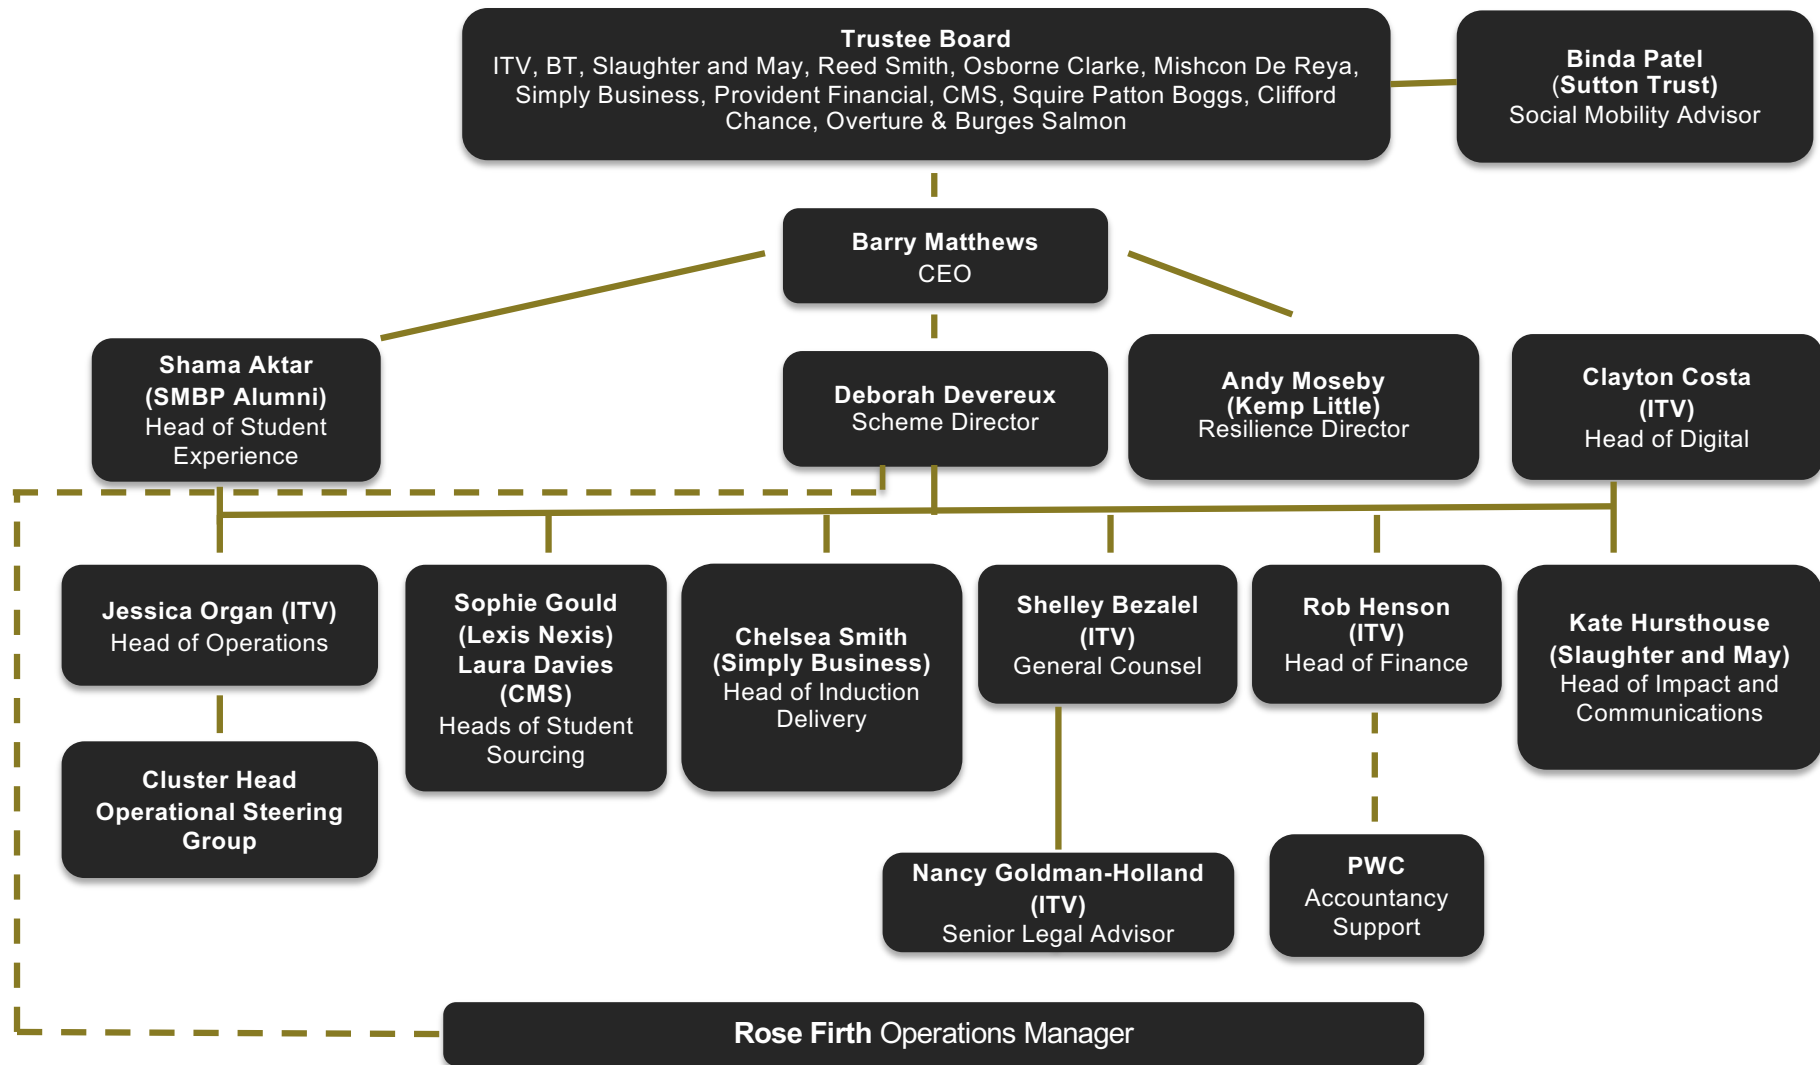 Trustee Board
ITV, BT, Slaughter and May, Reed Smith, Osborne Clarke, Mishcon De Reya,
Simply Business, Provident Financial, CMS, Squire Patton Boggs, Clifford
Chance, Overture & Burges Salmon
Binda Patel
(Sutton Trust)
Social Mobility Advisor
Barry Matthews
CEO
Shama Aktar
(SMBP Alumni)
Head of Student
Experience
Deborah Devereux
Scheme Director
Andy Moseby
(Kemp Little)
Resilience Director
Clayton Costa
(ITV)
Head of Digital
Jessica Organ (ITV)
Head of Operations
Sophie Gould
(Lexis Nexis)
Laura Davies
(CMS)
Heads of Student
Sourcing
Chelsea Smith
(Simply Business)
Head of Induction
Delivery
Shelley Bezalel
(ITV)
General Counsel
Rob Henson
(ITV)
Head of Finance
Kate Hursthouse
(Slaughter and May)
Head of Impact and
Communications
Cluster Head
Operational Steering
Group
Nancy Goldman-Holland
(ITV)
Senior Legal Advisor
PWC
Accountancy
Support
Rose Firth Operations Manager